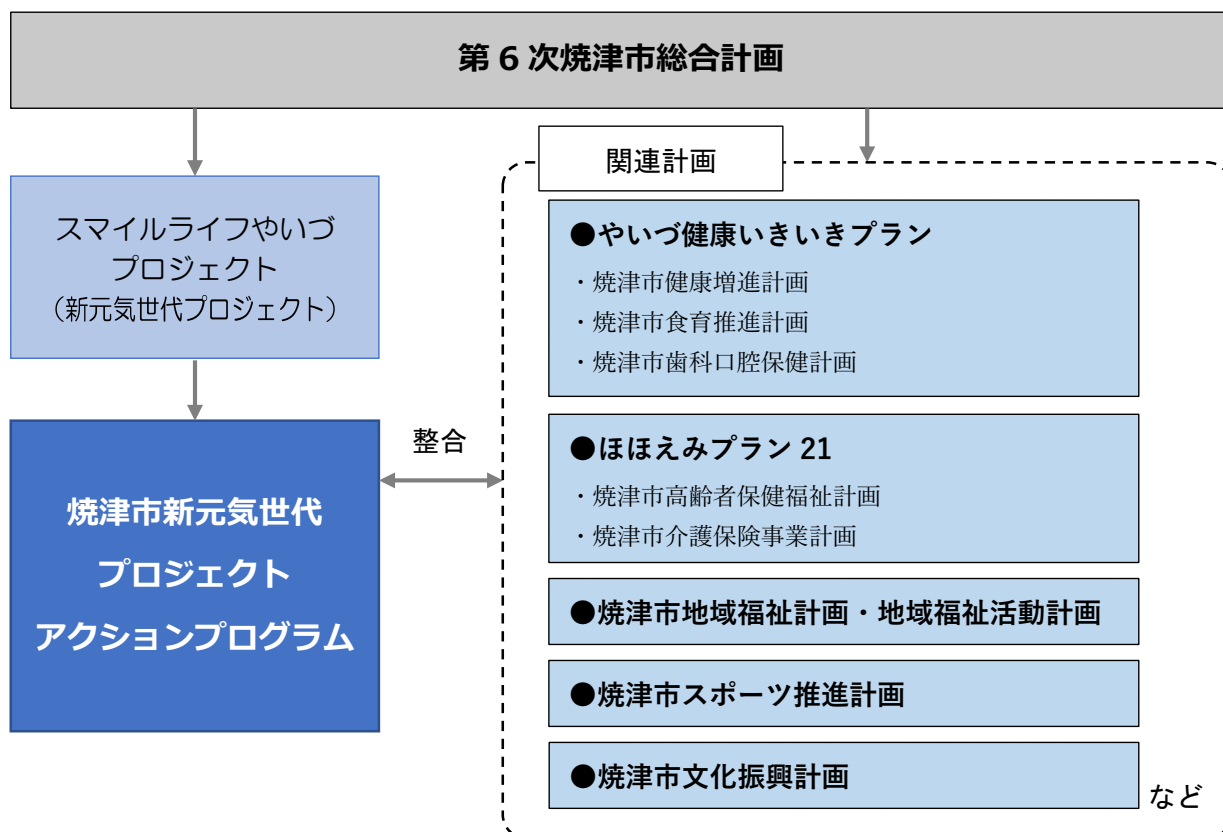 第6次焼津市総合計画
スマイルライフやいづ
プロジェクト
（新元気世代プロジェクト）
焼津市新元気世代
プロジェクト
アクションプログラム
整合
関連計画
●やいづ健康いきいきプラン
・焼津市健康増進計画
・焼津市食育推進計画
・焼津市歯科口腔保健計画
●ほほえみプラン 21
・焼津市高齢者保健福祉計画
・焼津市介護保険事業計画
●焼津市地域福祉計画・地域福祉活動計画
●焼津市スポーツ推進計画
●焼津市文化振興計画
など